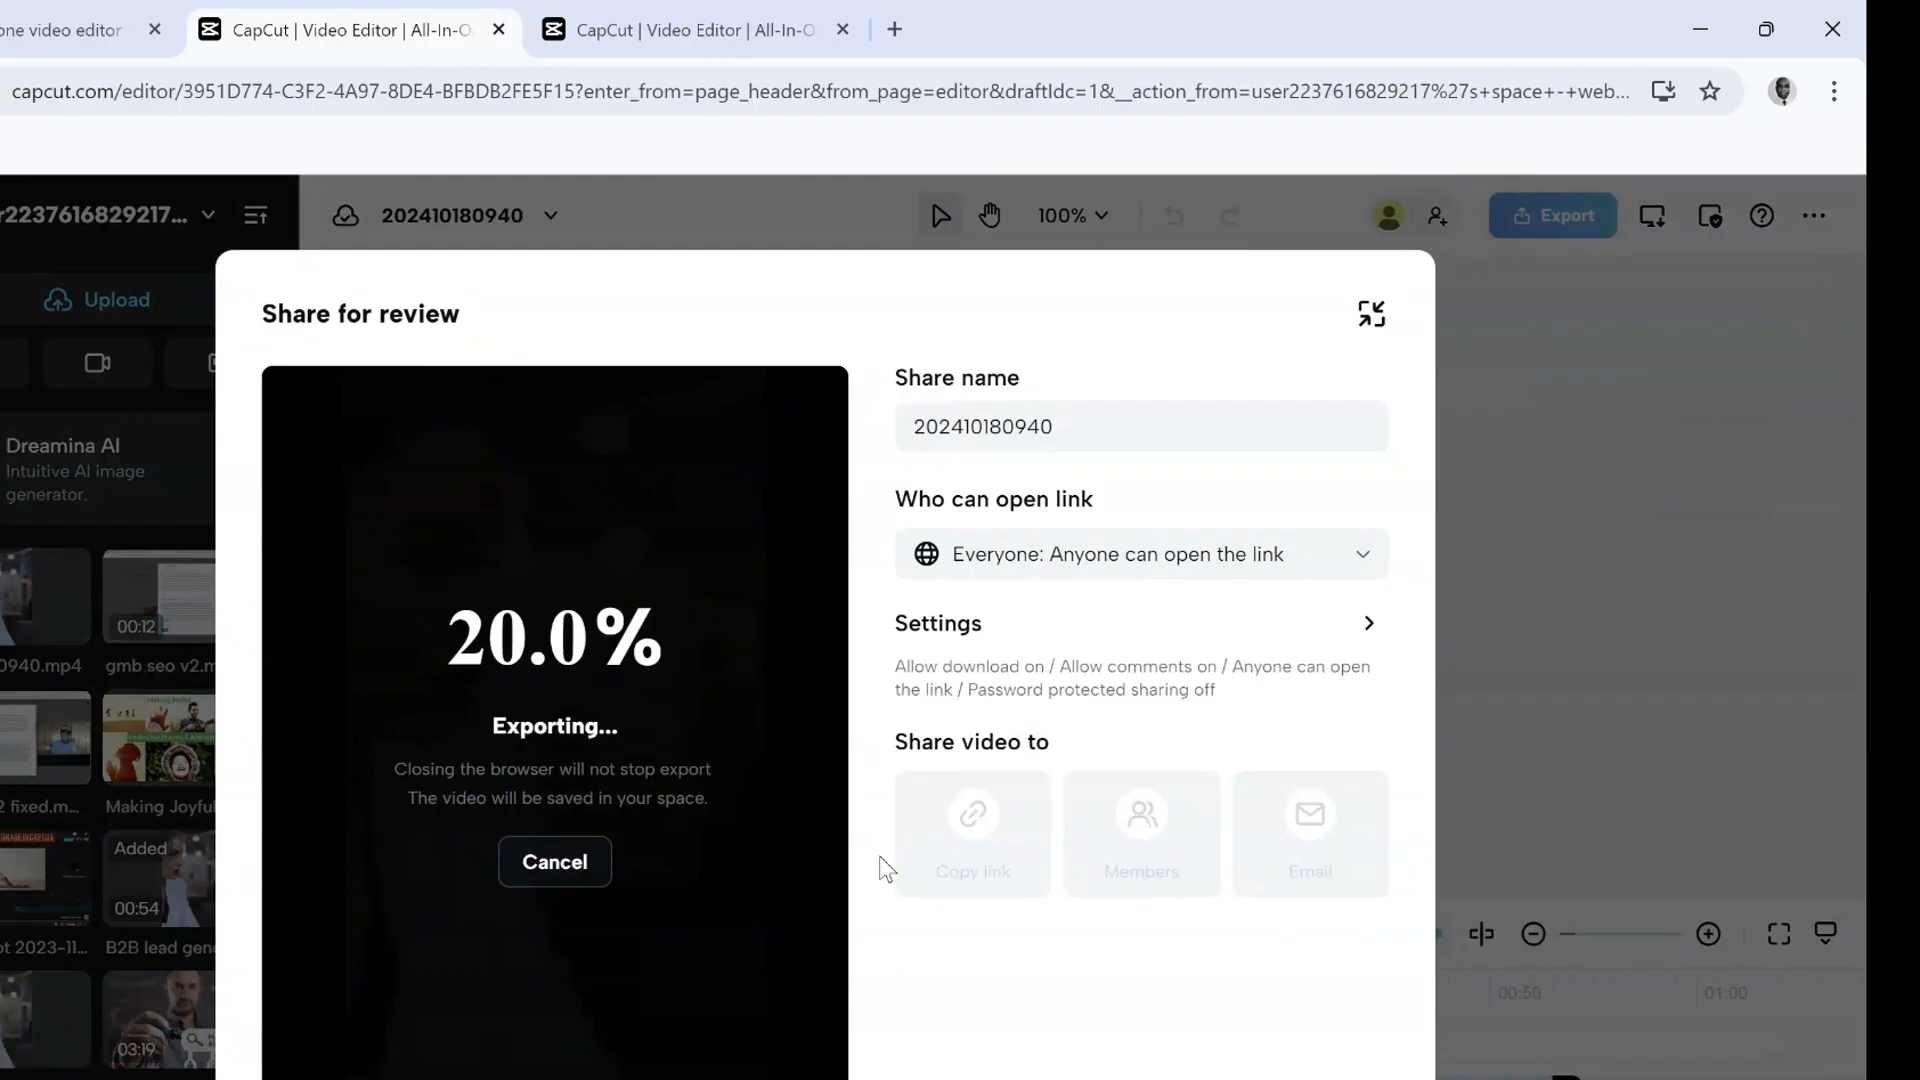 one video editor
CapCut | Video Editor | All-In-O
CapCut | Video Editor | All-In-O
capcut.com/editor/3951D774-C3F2-4A97-8DE4-BFBDB2FE5F15?enter_from=page_header&from_page=editor&draftIdc=1&__action_from=user2237616829217%27s+space+-+web...
r2237616829217...
202410180940
100%
Export
Upload
Share for review
Share name
202410180940
Dreamina AI
Intuitive AI image
generator.
Who can open link
Everyone: Anyone can open the link
Settings
Allow download on / Allow comments on / Anyone can open
the link / Password protected sharing off
20.0%
Exporting...
Closing the browser will not stop export
The video will be saved in your space.
Cancel
Share video to
Copy link
Members
Email
00:12
0940.mp4
gmb seo v2.m
2 fixed.m...
Making Joyful
Added
00:54
ot 2023-11...
B2B lead gen
03:19
00:50
01:00